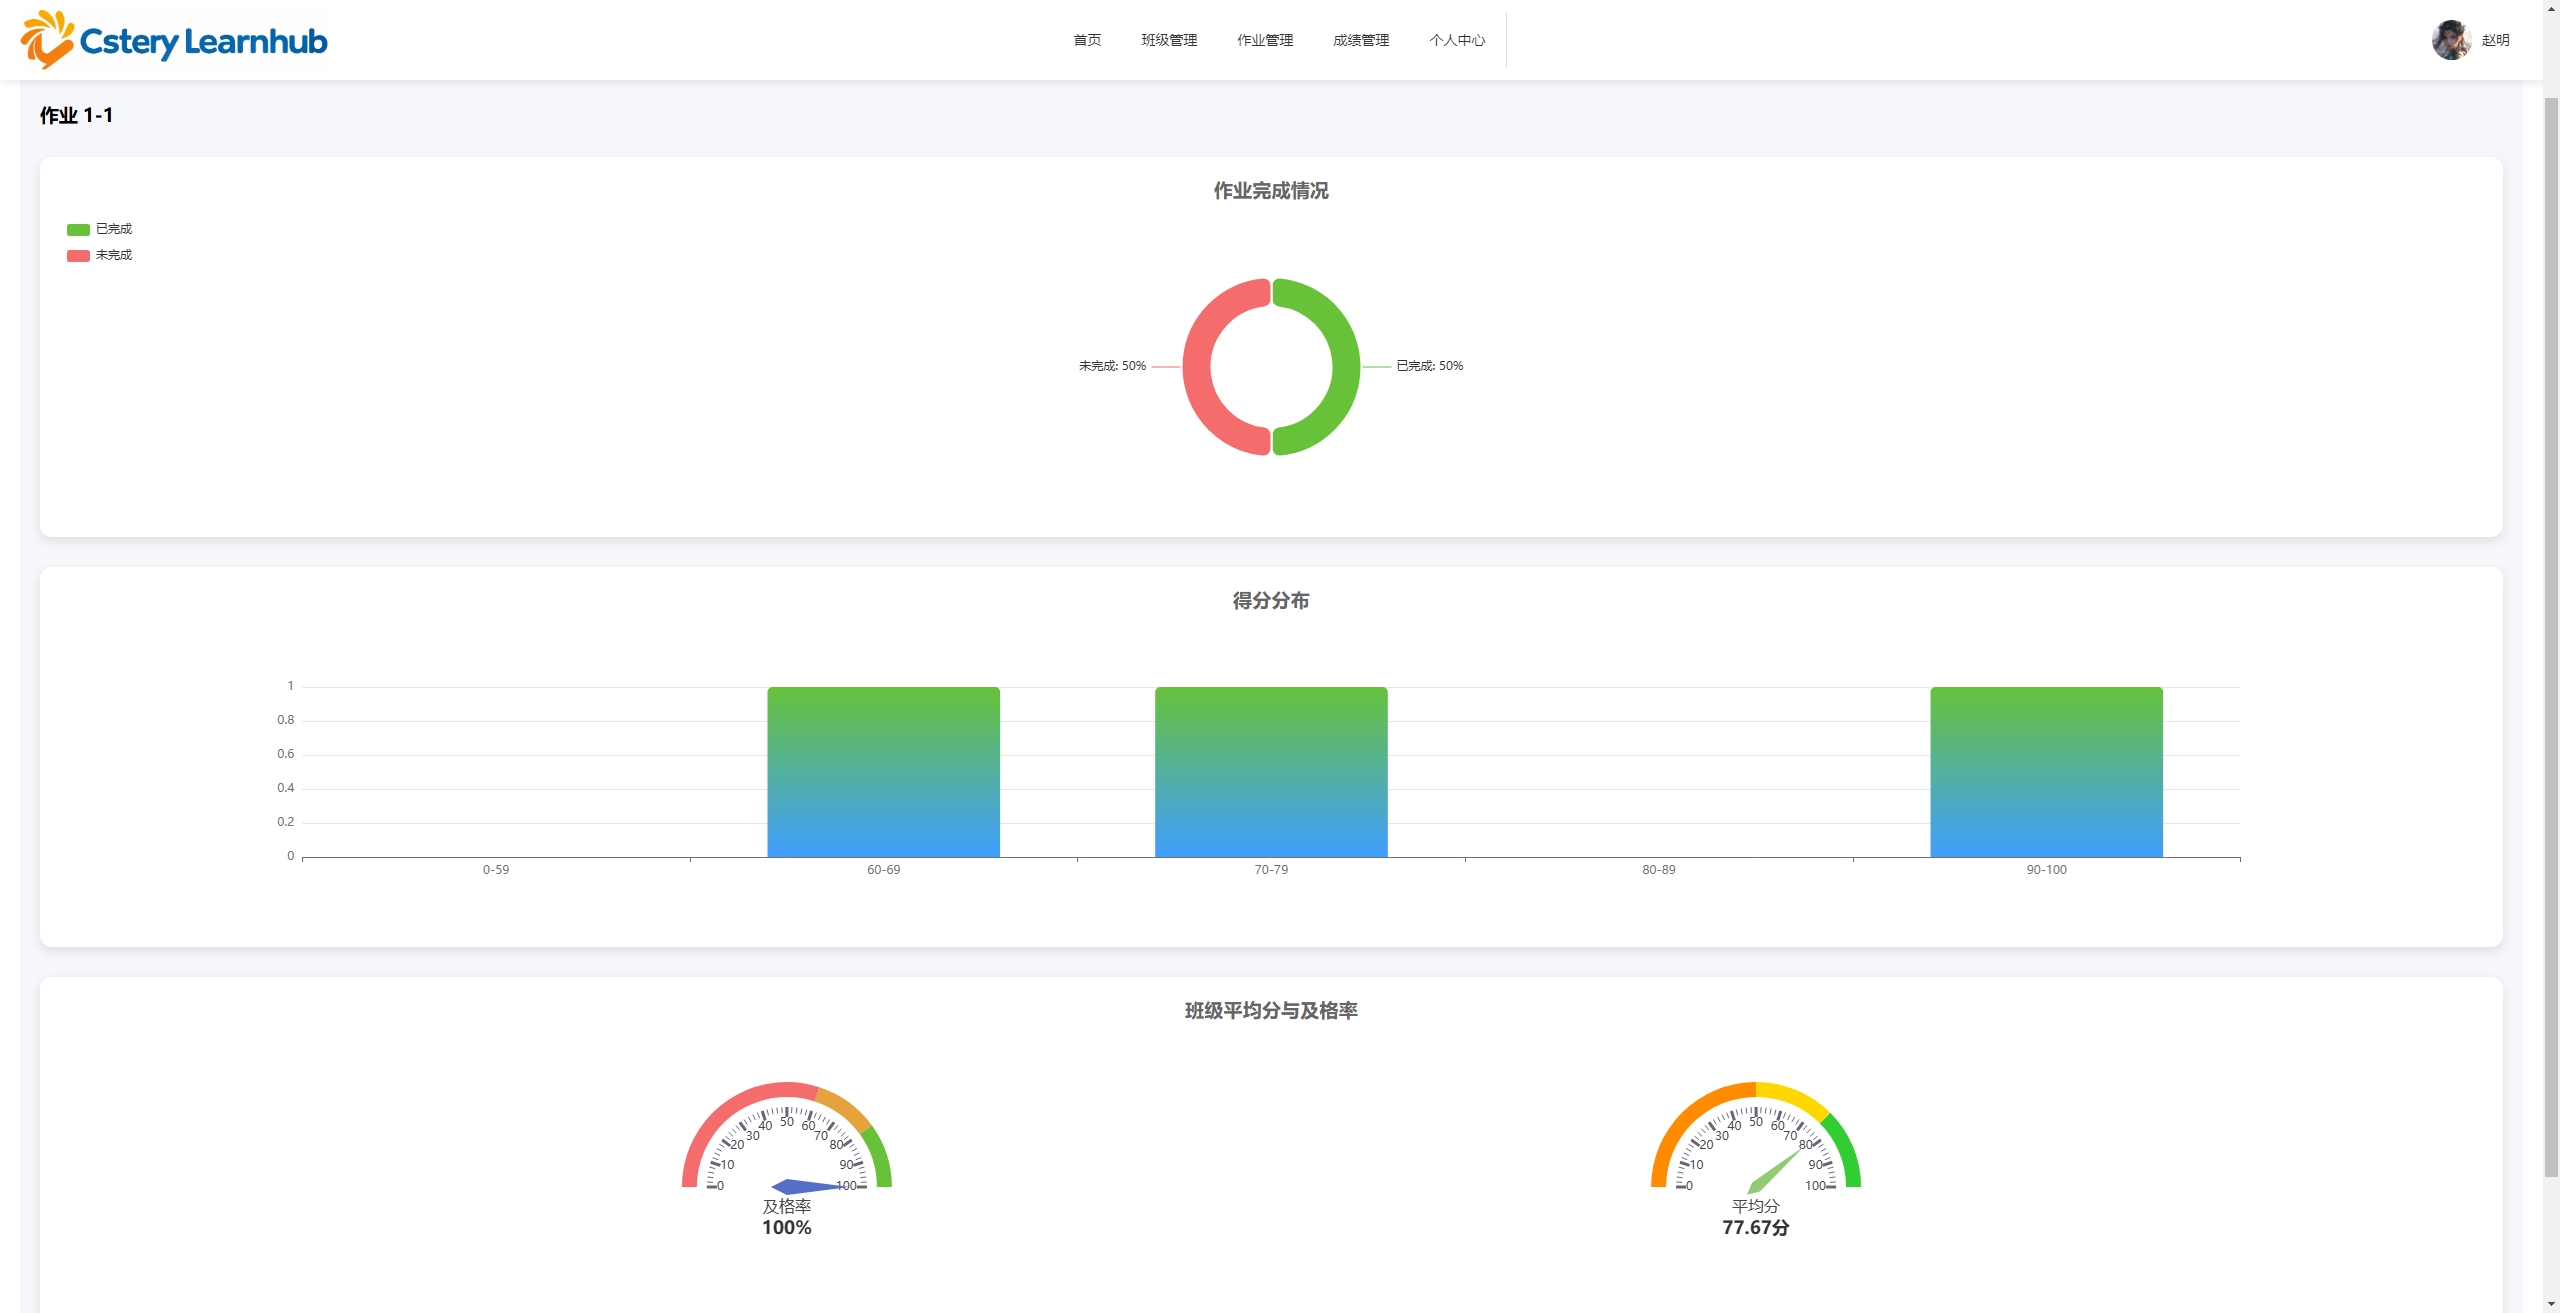 Cstery Learnhub
首页 班级管理 作业管理 成绩管理 个人中心
赵明
作业 1-1
作业完成情况
已完成
未完成
未完成: 50%
已完成: 50%
得分分布
1
0.8
0.6
0.4
0.2
0
0-59 60-69 70-79 80-89 90-100
班级平均分与及格率
0 10 20 30 40 50 60 70 80 90 100
及格率
100%
0 10 20 30 40 50 60 70 80 90 100
平均分
77.67分